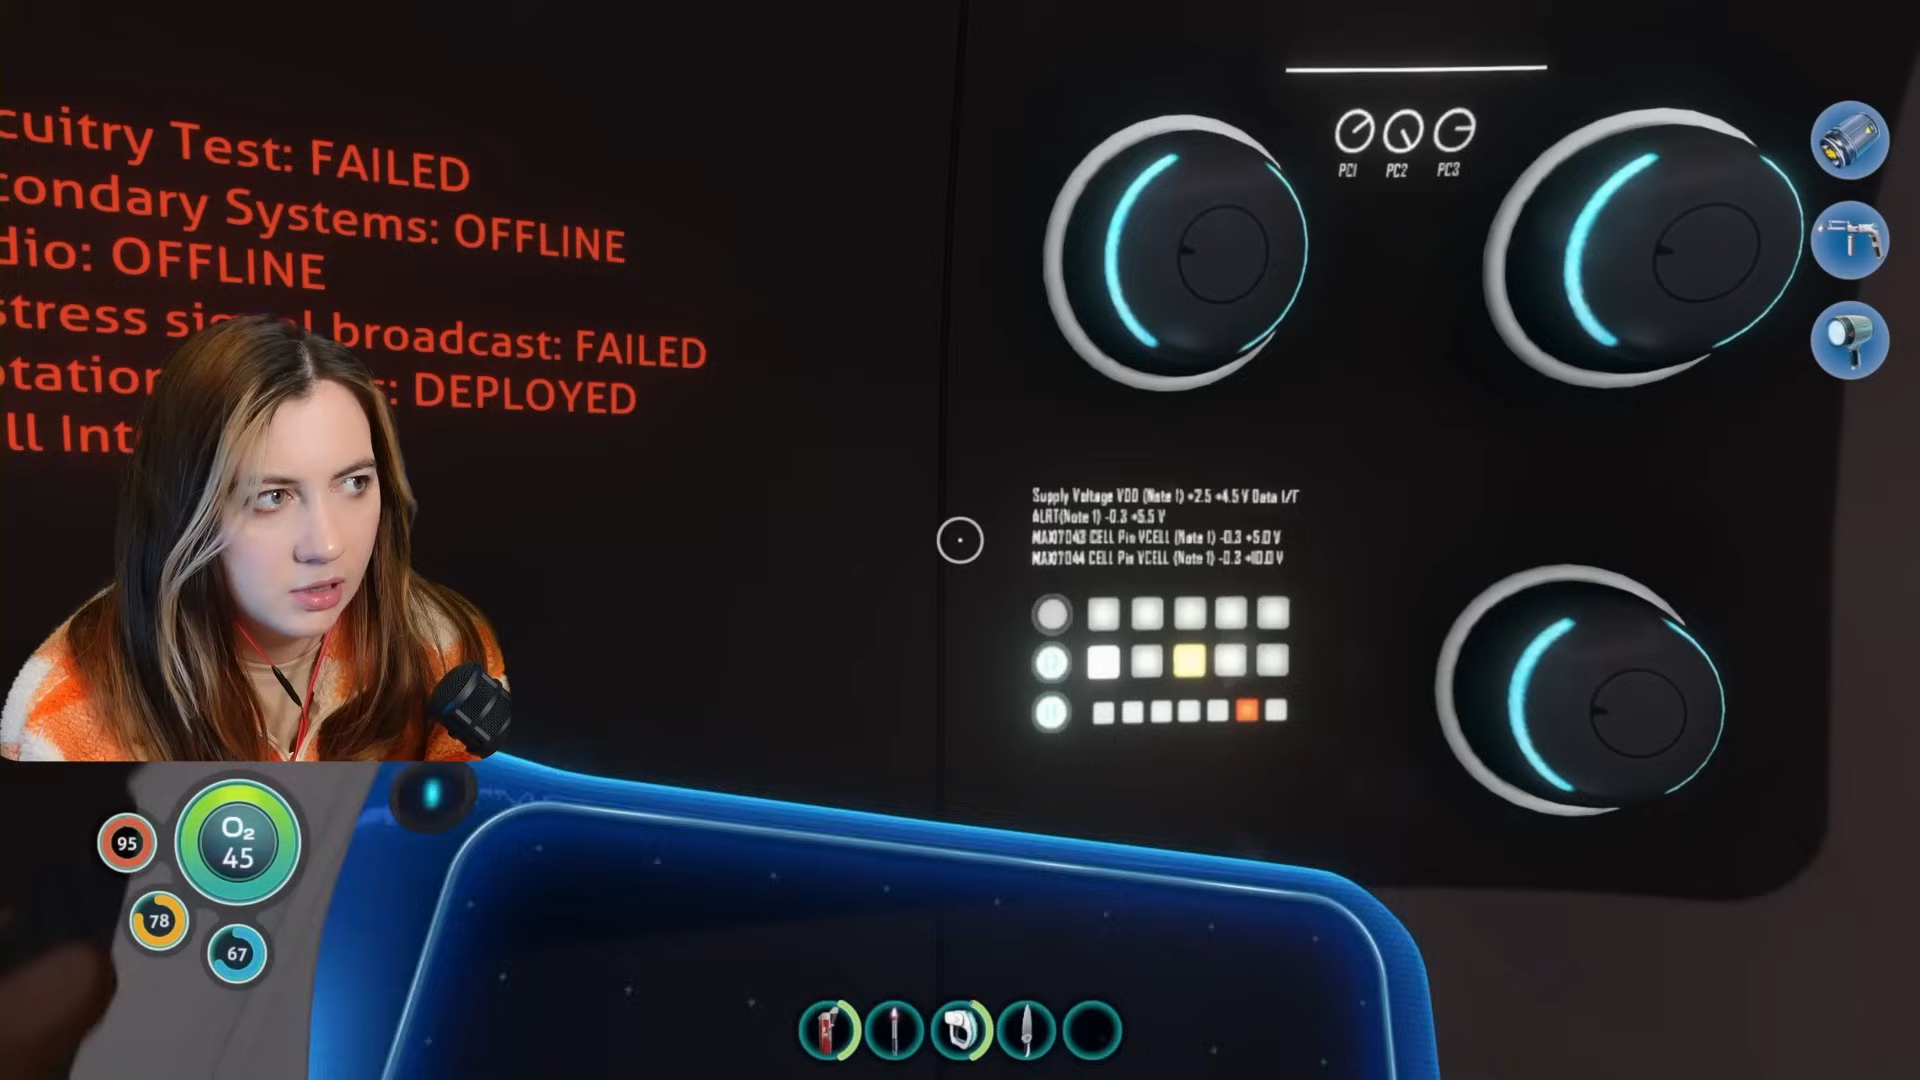 cuitry Test: FAILED
condary Systems: OFFLINE
dio: OFFLINE
stress signal broadcast: FAILED
DEPLOYED
ll Int
PC1 PC2 PC3
Supply Voltage VDD (Note 1) +2.5 +4.5 V Data I/F
ALRT(Note 1) -0.3 +5.5 V
MAX17043 CELL Pin VCELL (Note 1) -0.3 +5.0 V
MAX17044 CELL Pin VCELL (Note 1) -0.3 +10.0 V
95
O₂
45
78
67